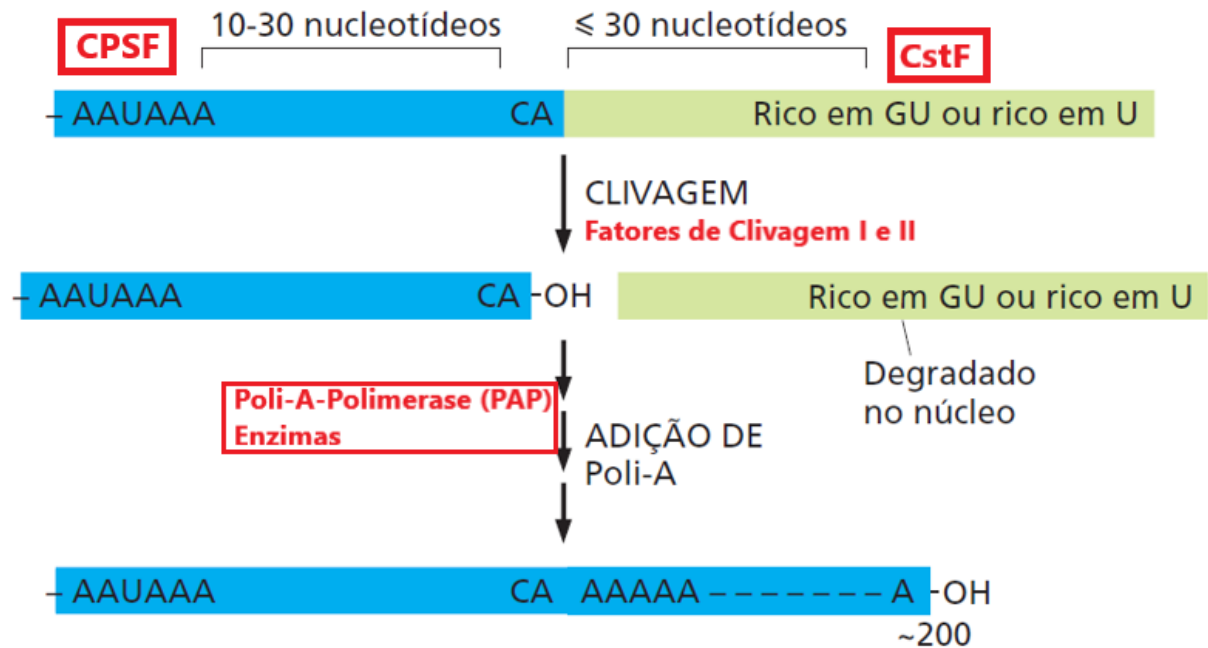 CPSF
10-30 nucleotídeos
≤ 30 nucleotídeos
CstF
– AAUAAA CA Rico em GU ou rico em U
CLIVAGEM
Fatores de Clivagem I e II
– AAUAAA CA -OH Rico em GU ou rico em U
Degradado
no núcleo
Poli-A-Polimerase (PAP)
Enzimas
ADIÇÃO DE
Poli-A
– AAUAAA CA AAAAA – – – – – – – A -OH
~200